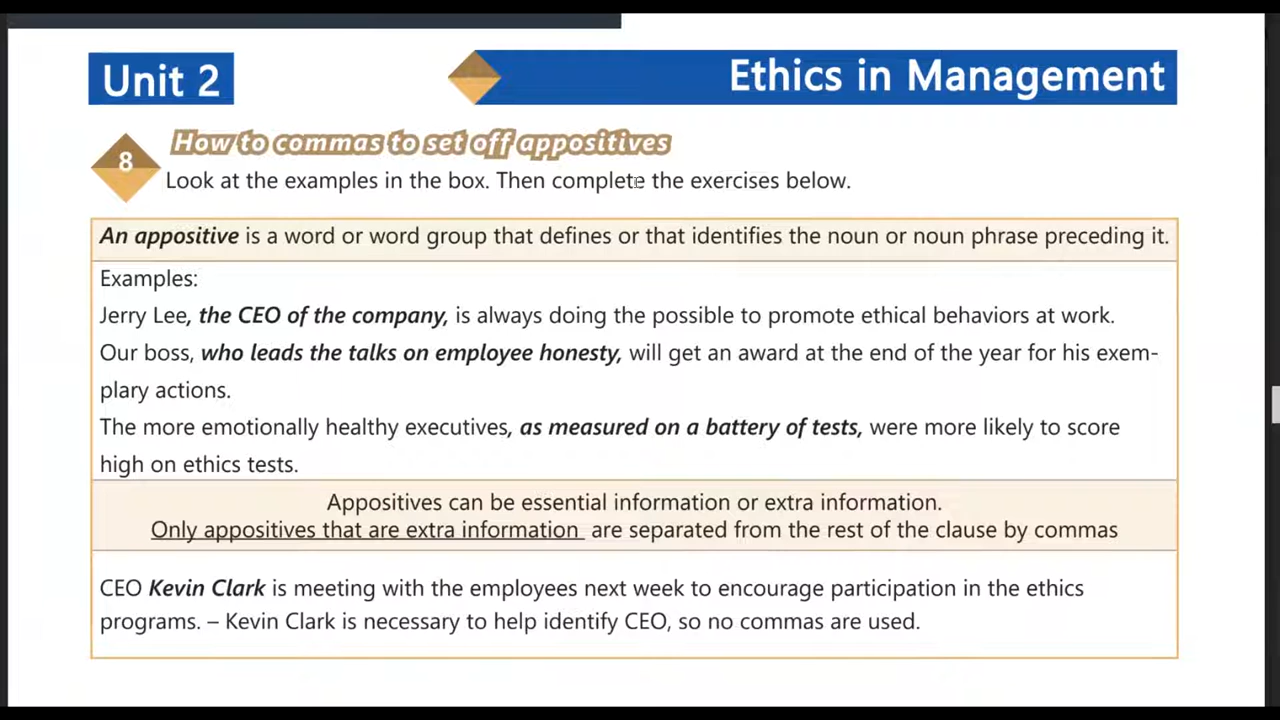 Unit 2
Ethics in Management
8
How to commas to set off appositives
Look at the examples in the box. Then complete the exercises below.
An appositive is a word or word group that defines or that identifies the noun or noun phrase preceding it.
Examples:
Jerry Lee, the CEO of the company, is always doing the possible to promote ethical behaviors at work.
Our boss, who leads the talks on employee honesty, will get an award at the end of the year for his exem-
plary actions.
The more emotionally healthy executives, as measured on a battery of tests, were more likely to score
high on ethics tests.
Appositives can be essential information or extra information.
Only appositives that are extra information are separated from the rest of the clause by commas
CEO Kevin Clark is meeting with the employees next week to encourage participation in the ethics
programs. – Kevin Clark is necessary to help identify CEO, so no commas are used.